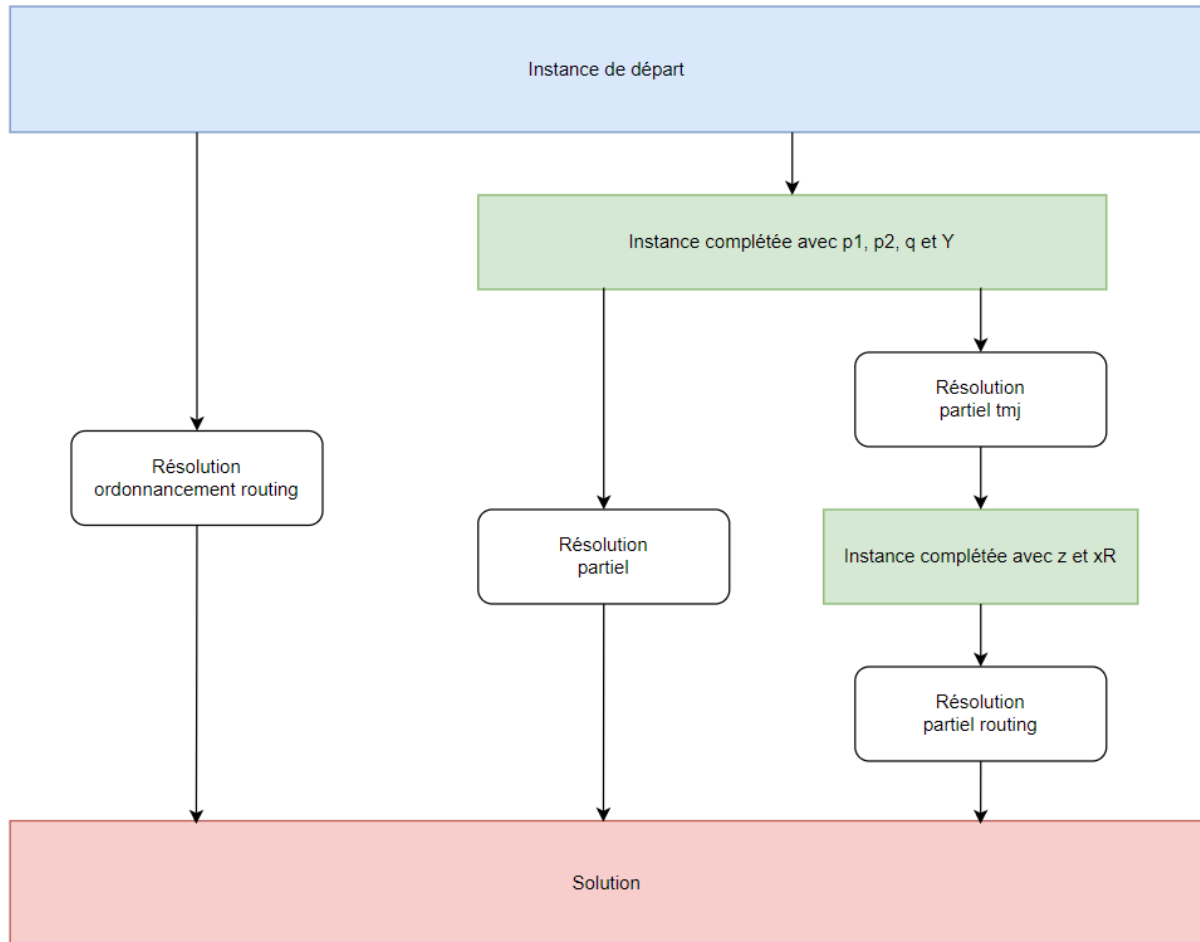 Instance de départ
Instance complétée avec p1, p2, q et Y
Résolution
partiel tmj
Résolution
ordonnancement routing
Résolution
partiel
Instance complétée avec z et xR
Résolution
partiel routing
Solution